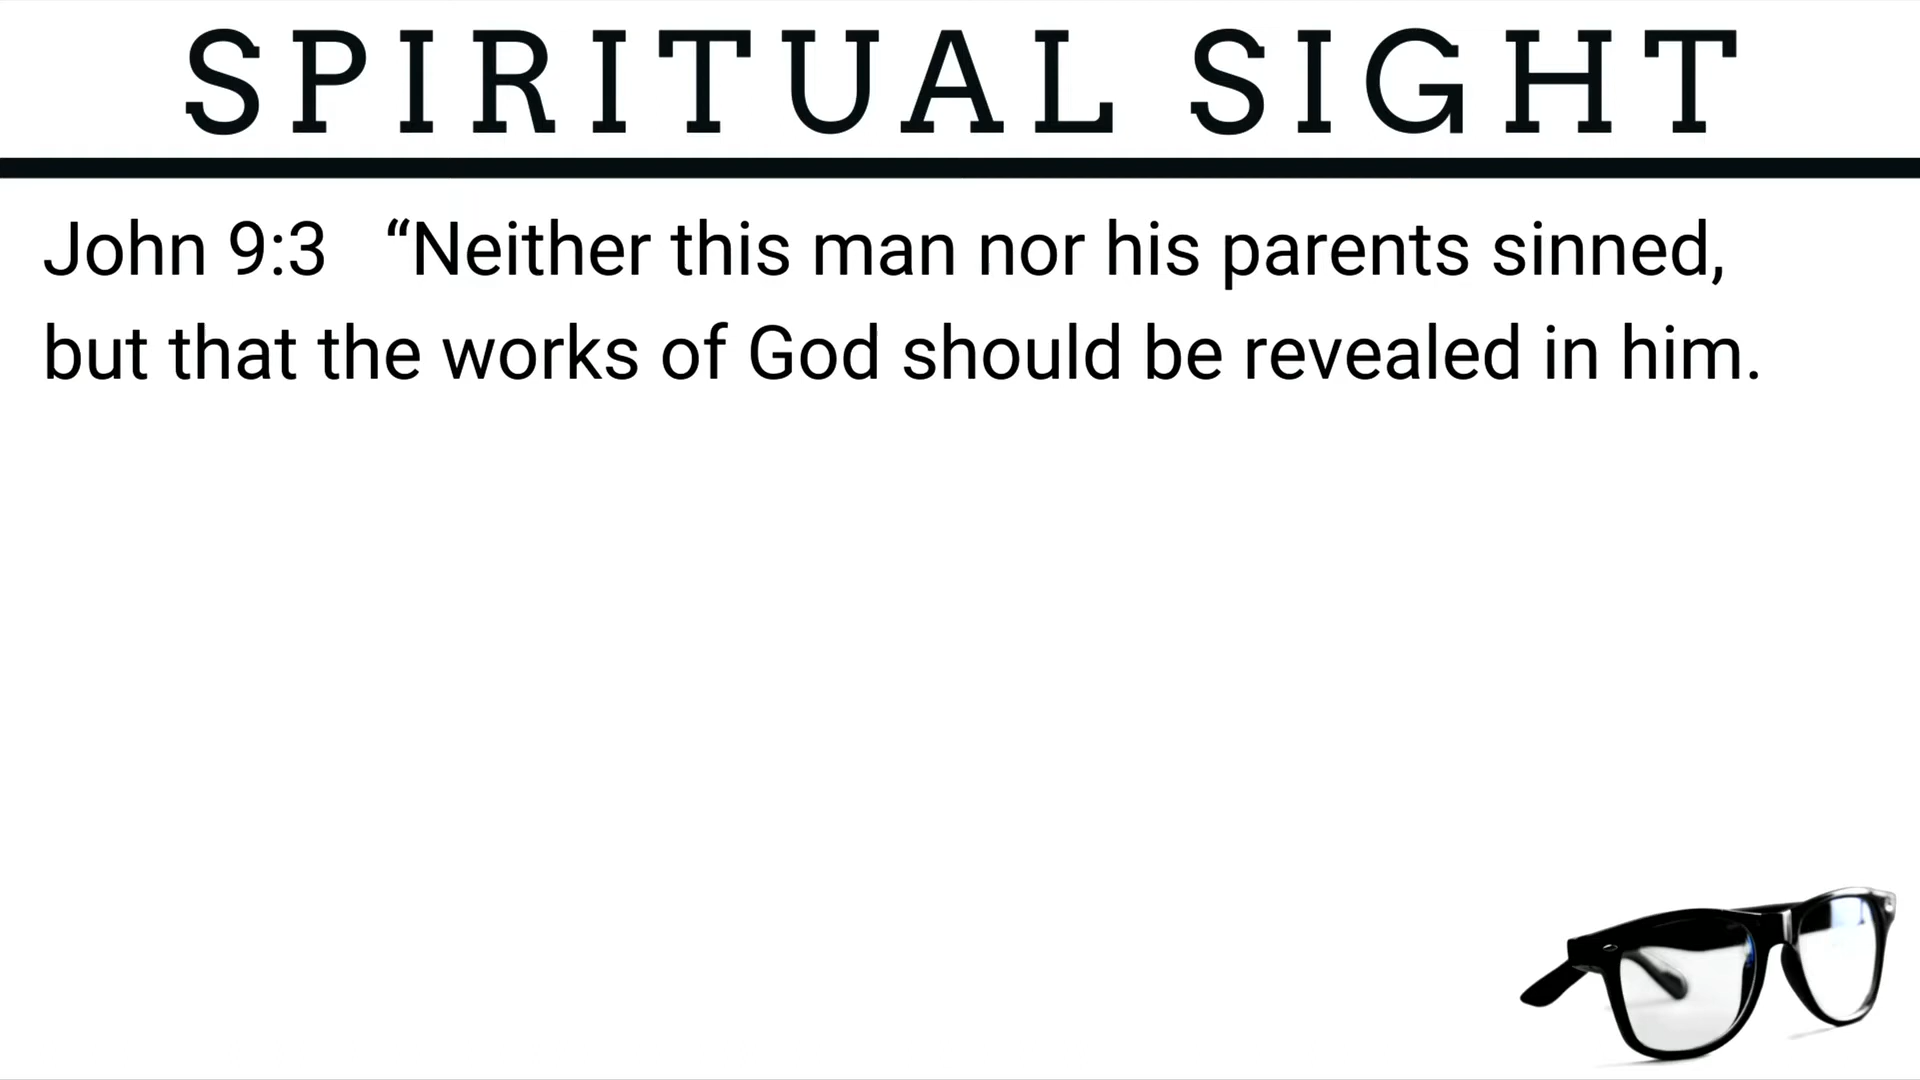 SPIRITUAL SIGHT
John 9:3 “Neither this man nor his parents sinned,
but that the works of God should be revealed in him.